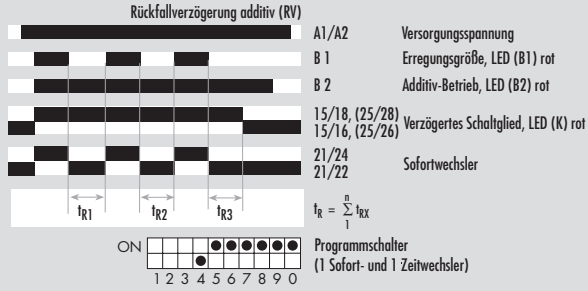 Rückfallverzögerung additiv (RV)
A1/A2 Versorgungsspannung
B 1 Erregungsgröße, LED (B1) rot
B 2 Additiv-Betrieb, LED (B2) rot
15/18, (25/28)
15/16, (25/26) Verzögertes Schaltglied, LED (K) rot
21/24
21/22 Sofortwechsler
tR1 tR2 tR3 tR = n Σ 1 tRX
ON Programmschalter
(1 Sofort- und 1 Zeitwechsler)
1 2 3 4 5 6 7 8 9 0